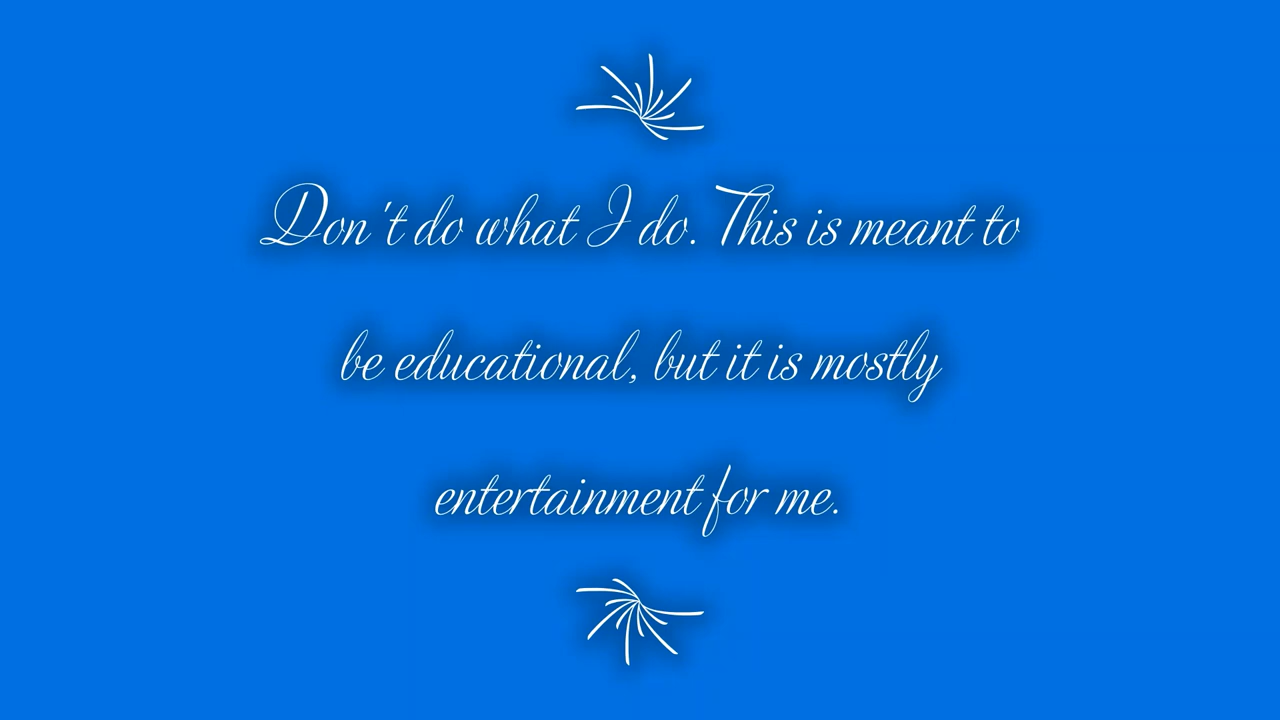 Don't do what I do. This is meant to
be educational, but it is mostly
entertainment for me.